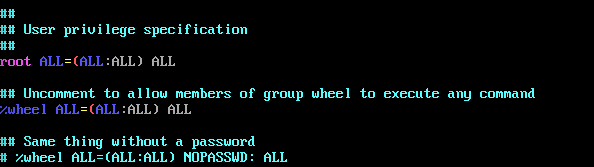 ##
## User privilege specification
##
root ALL=(ALL:ALL) ALL
## Uncomment to allow members of group wheel to execute any command
%wheel ALL=(ALL:ALL) ALL
## Same thing without a password
# %wheel ALL=(ALL:ALL) NOPASSWD: ALL